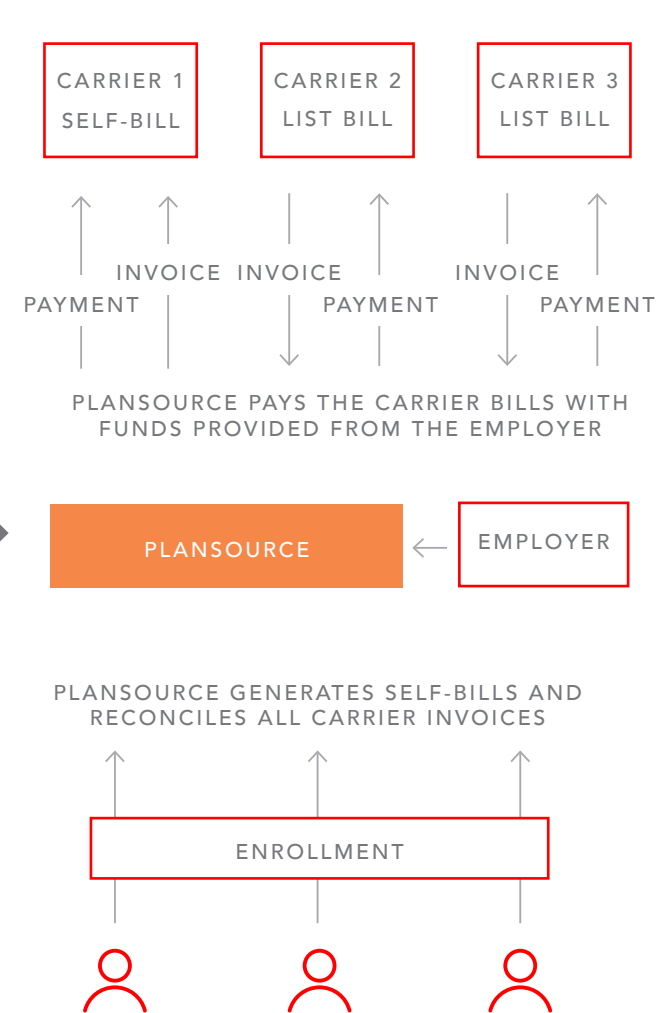 CARRIER 1
SELF-BILL
CARRIER 2
LIST BILL
CARRIER 3
LIST BILL
INVOICE
INVOICE
INVOICE
PAYMENT
PAYMENT
PAYMENT
PLANSOURCE PAYS THE CARRIER BILLS WITH
FUNDS PROVIDED FROM THE EMPLOYER
PLANSOURCE
EMPLOYER
PLANSOURCE GENERATES SELF-BILLS AND
RECONCILES ALL CARRIER INVOICES
ENROLLMENT